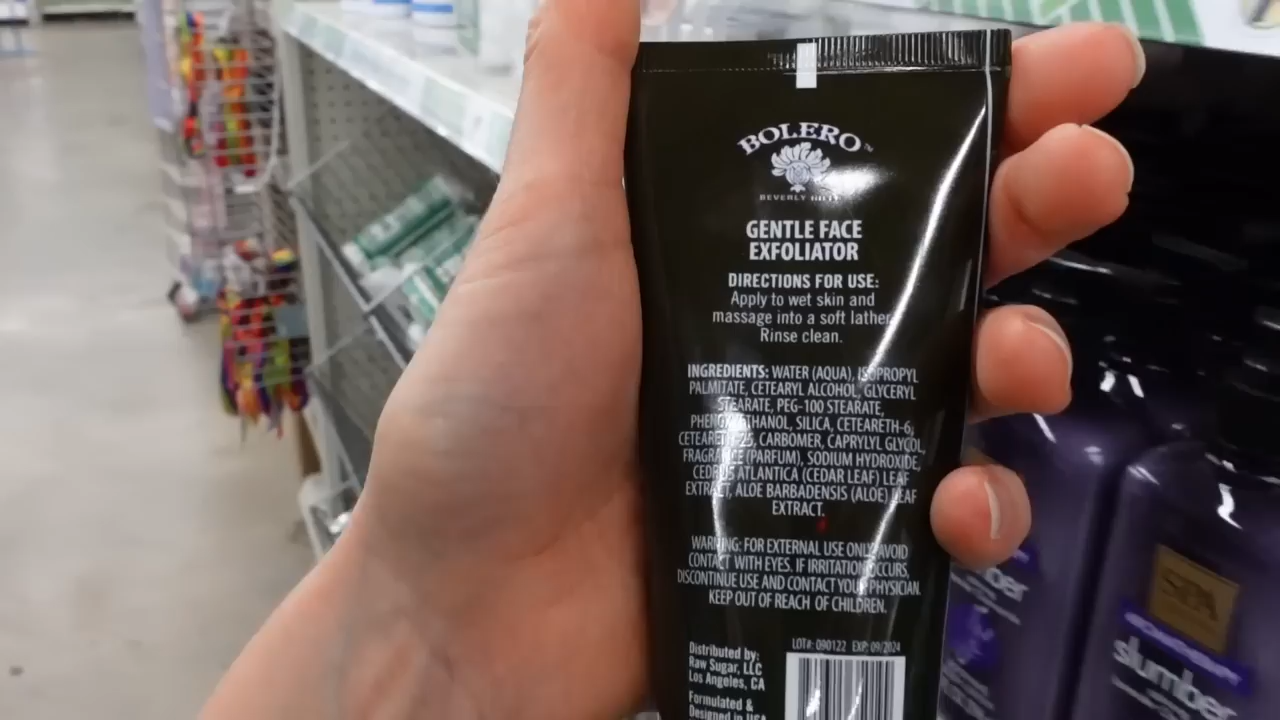 BOLERO™
BEVERLY HILLS
GENTLE FACE
EXFOLIATOR
DIRECTIONS FOR USE:
Apply to wet skin and
massage into a soft lather
Rinse clean.
INGREDIENTS: WATER (AQUA), ISOPROPYL
PALMITATE, CETEARYL ALCOHOL, GLYCERYL
STEARATE, PEG-100 STEARATE,
PHENOXYETHANOL, SILICA, CETEARETH-6,
CETEARETH-25, CARBOMER, CAPRYLYL GLYCOL,
FRAGRANCE (PARFUM), SODIUM HYDROXIDE,
CEDRUS ATLANTICA (CEDAR LEAF) LEAF
EXTRACT, ALOE BARBADENSIS (ALOE) LEAF
EXTRACT.
WARNING: FOR EXTERNAL USE ONLY. AVOID
CONTACT WITH EYES. IF IRRITATION OCCURS,
DISCONTINUE USE AND CONTACT YOUR PHYSICIAN.
KEEP OUT OF REACH OF CHILDREN.
LOT#: 090122 EXP: 09/2024
Distributed by:
Raw Sugar, LLC
Los Angeles, CA
Formulated &
Designed in USA
SPA
slumber